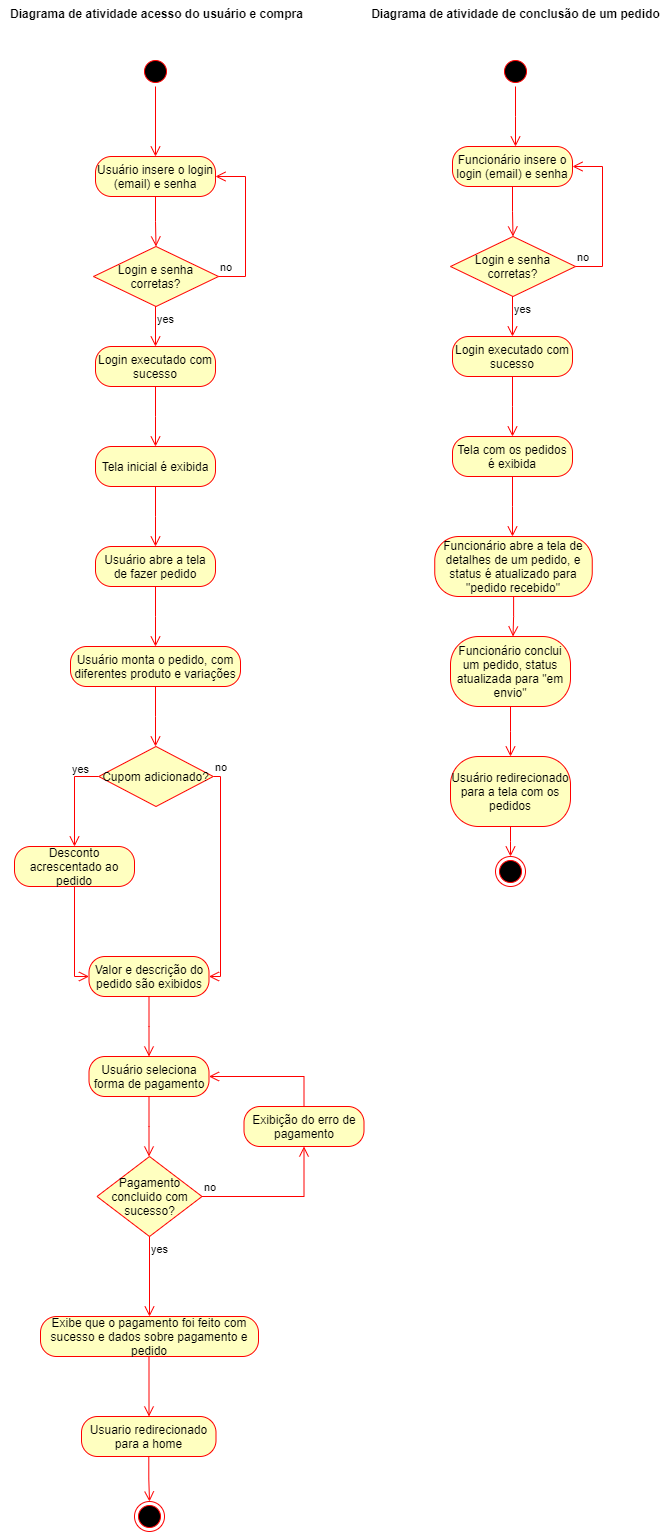 Diagrama de atividade acesso do usuário e compra
Usuário insere o login
(email) e senha
Login e senha
corretas?
no
yes
Login executado com
sucesso
Tela inicial é exibida
Usuário abre a tela
de fazer pedido
Usuário monta o pedido, com
diferentes produto e variações
Cupom adicionado?
yes
no
Desconto
acrescentado ao
pedido
Valor e descrição do
pedido são exibidos
Usuário seleciona
forma de pagamento
Exibição do erro de
pagamento
Pagamento
concluido com
sucesso?
no
yes
Exibe que o pagamento foi feito com
sucesso e dados sobre pagamento e
pedido
Usuario redirecionado
para a home
Diagrama de atividade de conclusão de um pedido
Funcionário insere o
login (email) e senha
Login e senha
corretas?
no
yes
Login executado com
sucesso
Tela com os pedidos
é exibida
Funcionário abre a tela de
detalhes de um pedido, e
status é atualizado para
"pedido recebido"
Funcionário conclui
um pedido, status
atualizada para "em
envio"
Usuário redirecionado
para a tela com os
pedidos